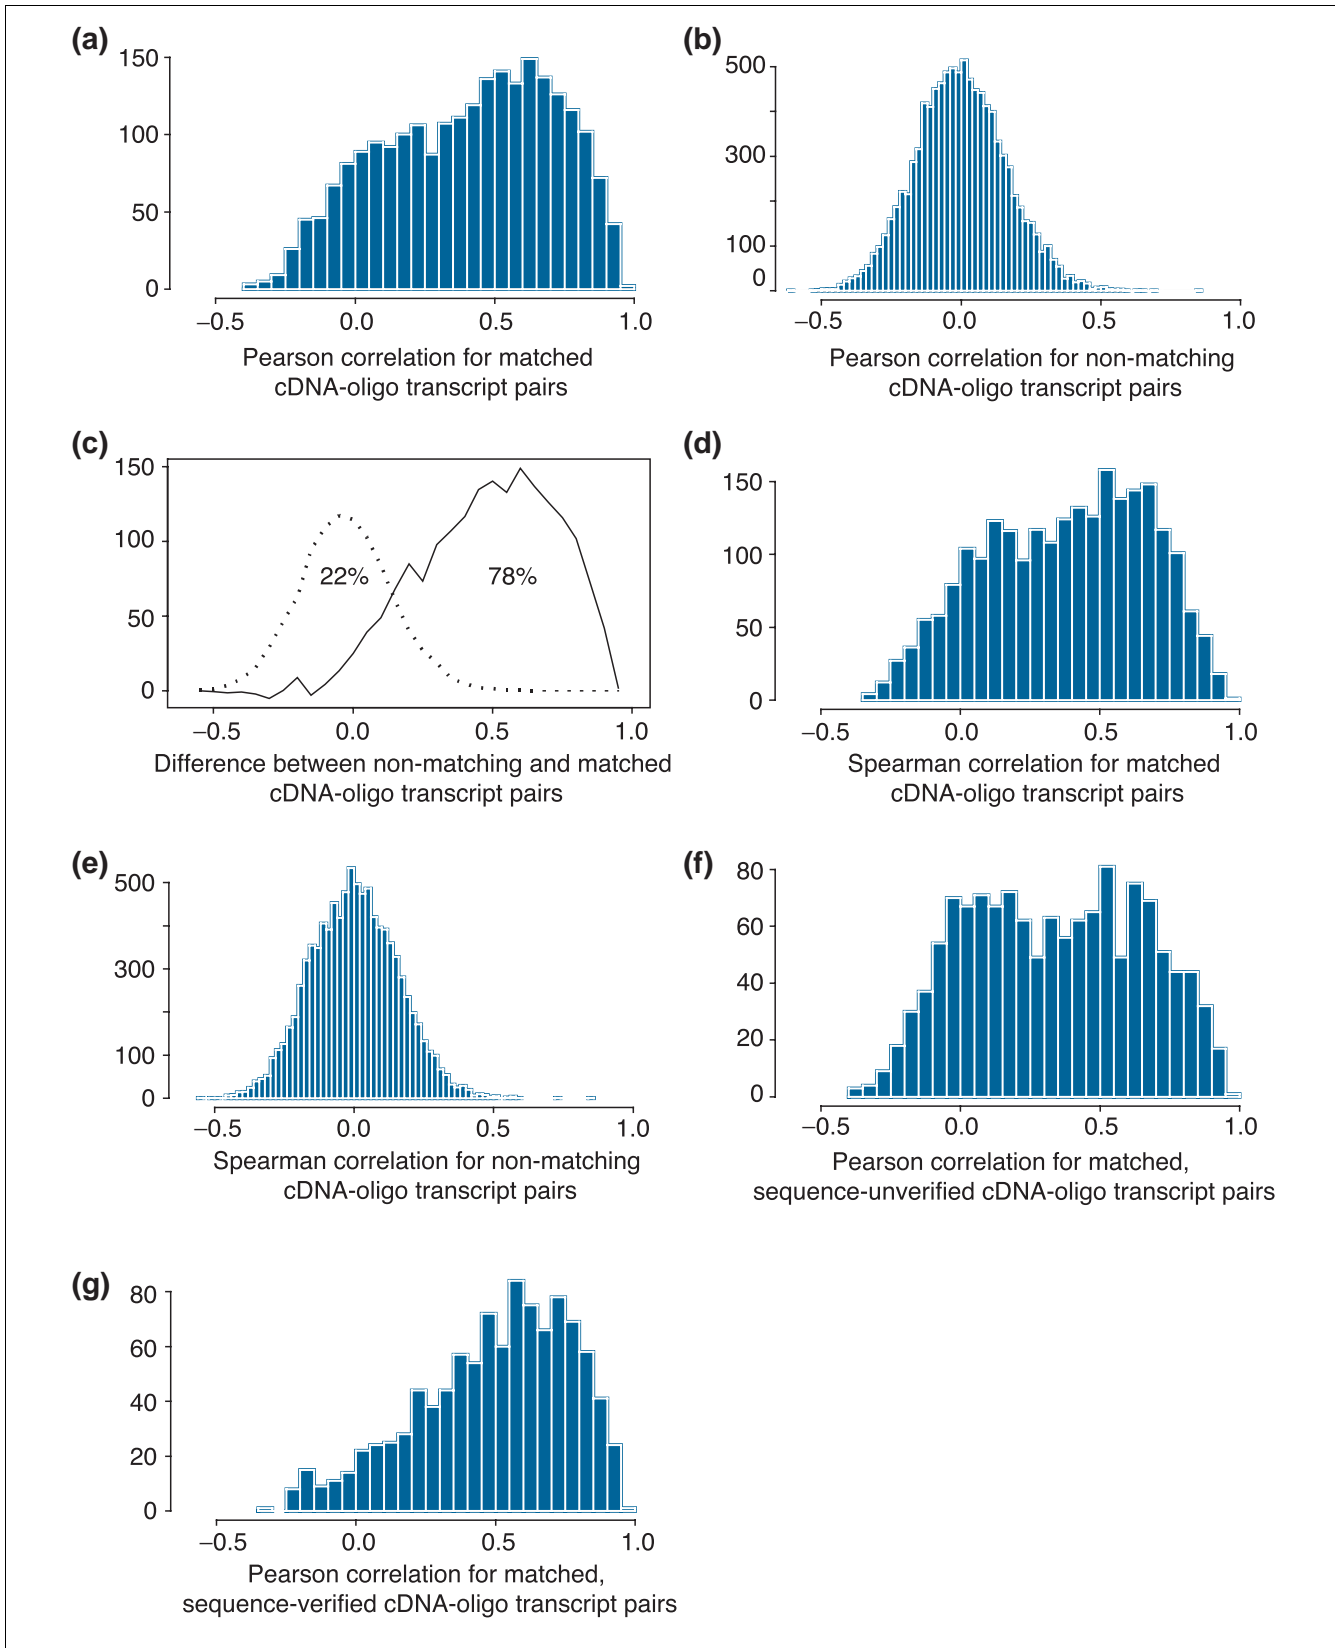 (a)
150
100
50
0
−0.5 0.0 0.5 1.0
Pearson correlation for matched
cDNA-oligo transcript pairs
(b)
500
300
100
0
−0.5 0.0 0.5 1.0
Pearson correlation for non-matching
cDNA-oligo transcript pairs
(c)
150
100
50
0
22% 78%
−0.5 0.0 0.5 1.0
Difference between non-matching and matched
cDNA-oligo transcript pairs
(d)
150
100
50
0
−0.5 0.0 0.5 1.0
Spearman correlation for matched
cDNA-oligo transcript pairs
(e)
500
300
100
0
−0.5 0.0 0.5 1.0
Spearman correlation for non-matching
cDNA-oligo transcript pairs
(f)
80
60
40
20
0
−0.5 0.0 0.5 1.0
Pearson correlation for matched,
sequence-unverified cDNA-oligo transcript pairs
(g)
80
60
40
20
0
−0.5 0.0 0.5 1.0
Pearson correlation for matched,
sequence-verified cDNA-oligo transcript pairs